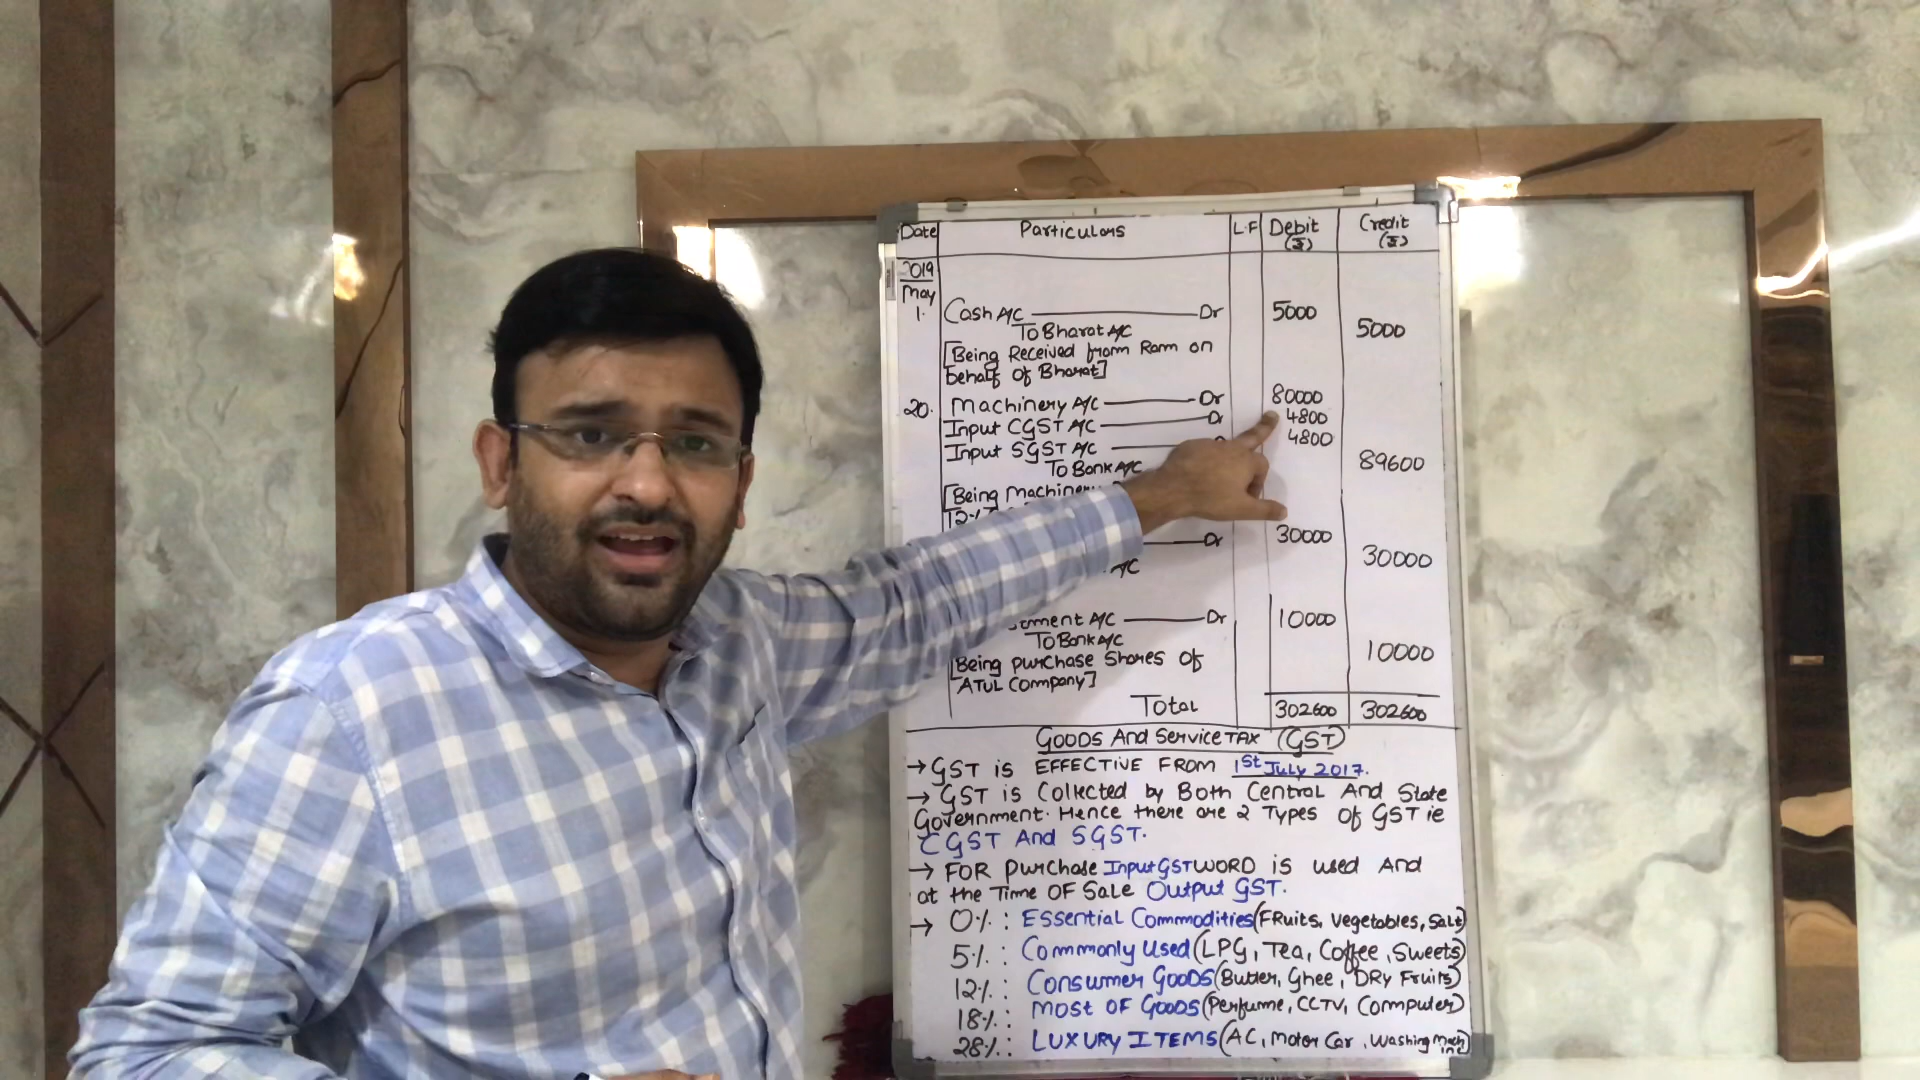 Date Particulars L.F Debit (₹) Credit (₹)
2019
May
1. Cash A/C Dr 5000
To Bharat A/C 5000
[Being Received from Ram on
behalf of Bharat]
20. Machinery A/C Dr 80000
Input CGST A/C Dr 4800
Input SGST A/C 4800
To Bank A/C 89600
[Being Machinery
12%
Dr 30000
A/C 30000
stment A/C Dr 10000
To Bank A/C 10000
[Being purchase Shares of
ATUL Company]
Total 302600 302600
GOODS And Service TAX (GST)
→ GST is EFFECTIVE FROM 1st July 2017.
→ GST is Collected by Both Central And State
Government. Hence there are 2 Types Of GST ie
CGST And SGST.
→ FOR purchase Input GST WORD is used And
at the Time OF Sale Output GST.
→ 0%: ESSential Commodities (FRuits, Vegetables, Salt)
5%: Commonly Used (LPG, Tea, Coffee, Sweets)
12%: Consumer GooDS (Butter, Ghee, DRy Fruits)
18%: MOST OF GOODS (Perfume, CCTV, Computer)
28%: LUXURY ITEMS (AC, Motor Car, Washing Machine)